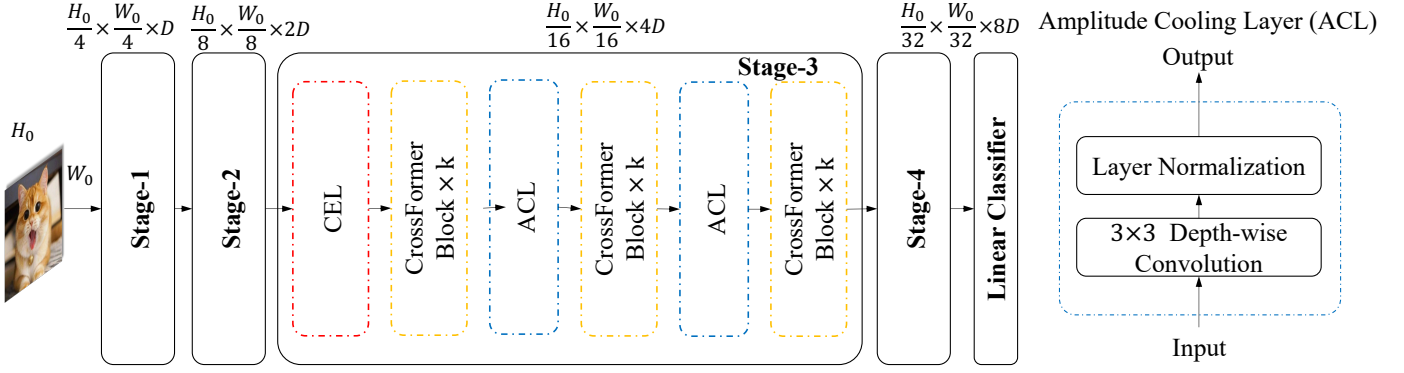 H₀/4 × W₀/4 × D
H₀/8 × W₀/8 × 2D
H₀/16 × W₀/16 × 4D
H₀/32 × W₀/32 × 8D
H₀
W₀
Stage-1
Stage-2
Stage-3
CEL
CrossFormer
Block × k
ACL
CrossFormer
Block × k
ACL
CrossFormer
Block × k
Stage-4
Linear Classifier
Amplitude Cooling Layer (ACL)
Output
Layer Normalization
3×3 Depth-wise
Convolution
Input